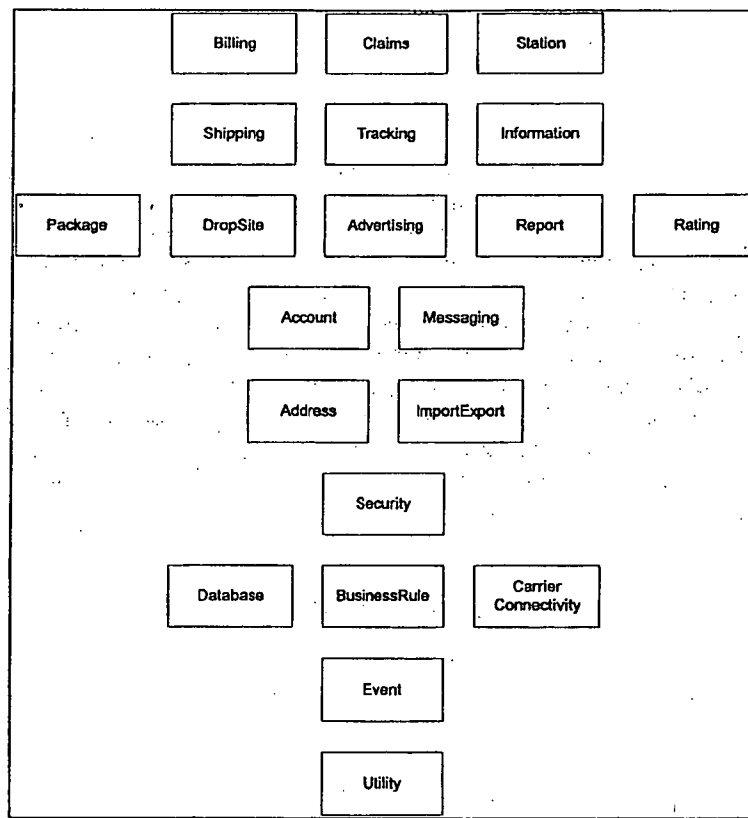 Billing Claims Station
Shipping Tracking Information
Package DropSite Advertising Report Rating
Account Messaging
Address ImportExport
Security
Database BusinessRule Carrier
Connectivity
Event
Utility